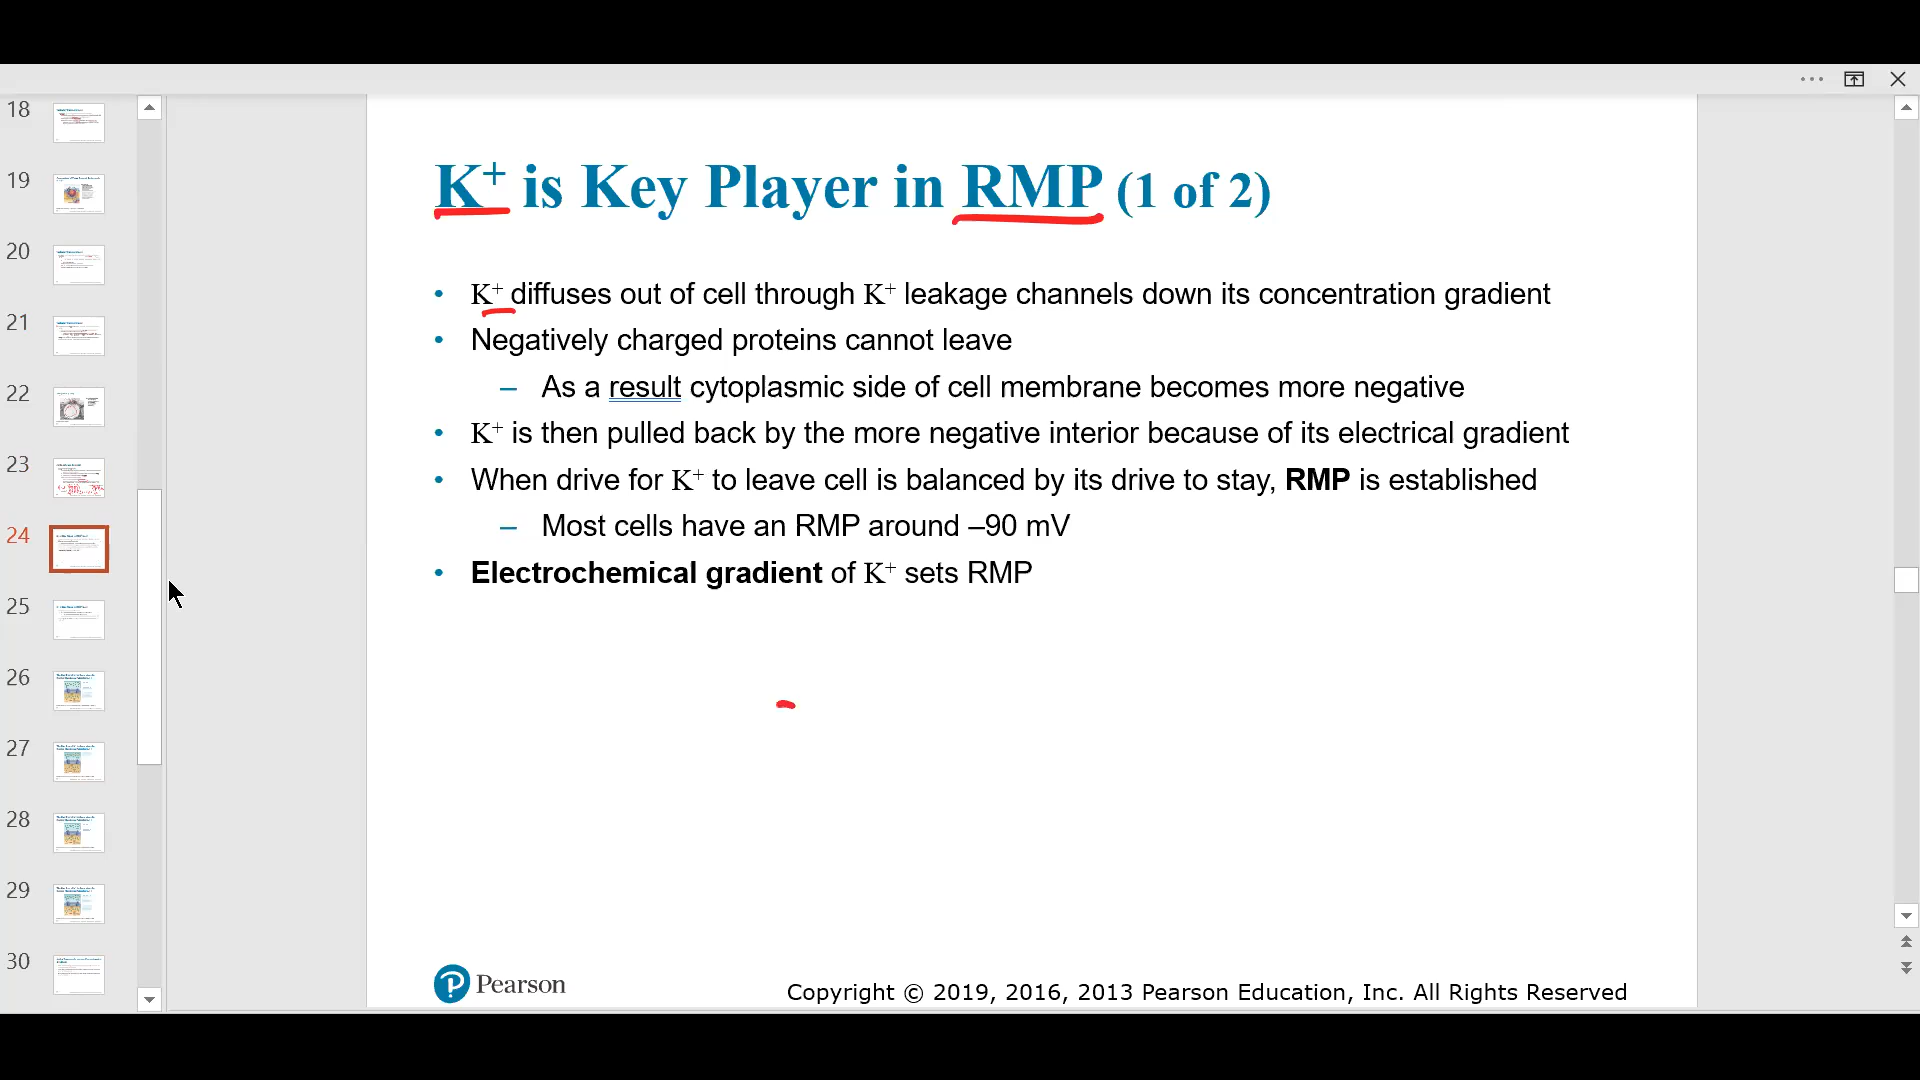 18
19
20
21
22
23
24
25
26
27
28
29
30
K⁺ is Key Player in RMP (1 of 2)
• K⁺ diffuses out of cell through K⁺ leakage channels down its concentration gradient
• Negatively charged proteins cannot leave
– As a result cytoplasmic side of cell membrane becomes more negative
• K⁺ is then pulled back by the more negative interior because of its electrical gradient
• When drive for K⁺ to leave cell is balanced by its drive to stay, RMP is established
– Most cells have an RMP around –90 mV
• Electrochemical gradient of K⁺ sets RMP
P Pearson
Copyright © 2019, 2016, 2013 Pearson Education, Inc. All Rights Reserved